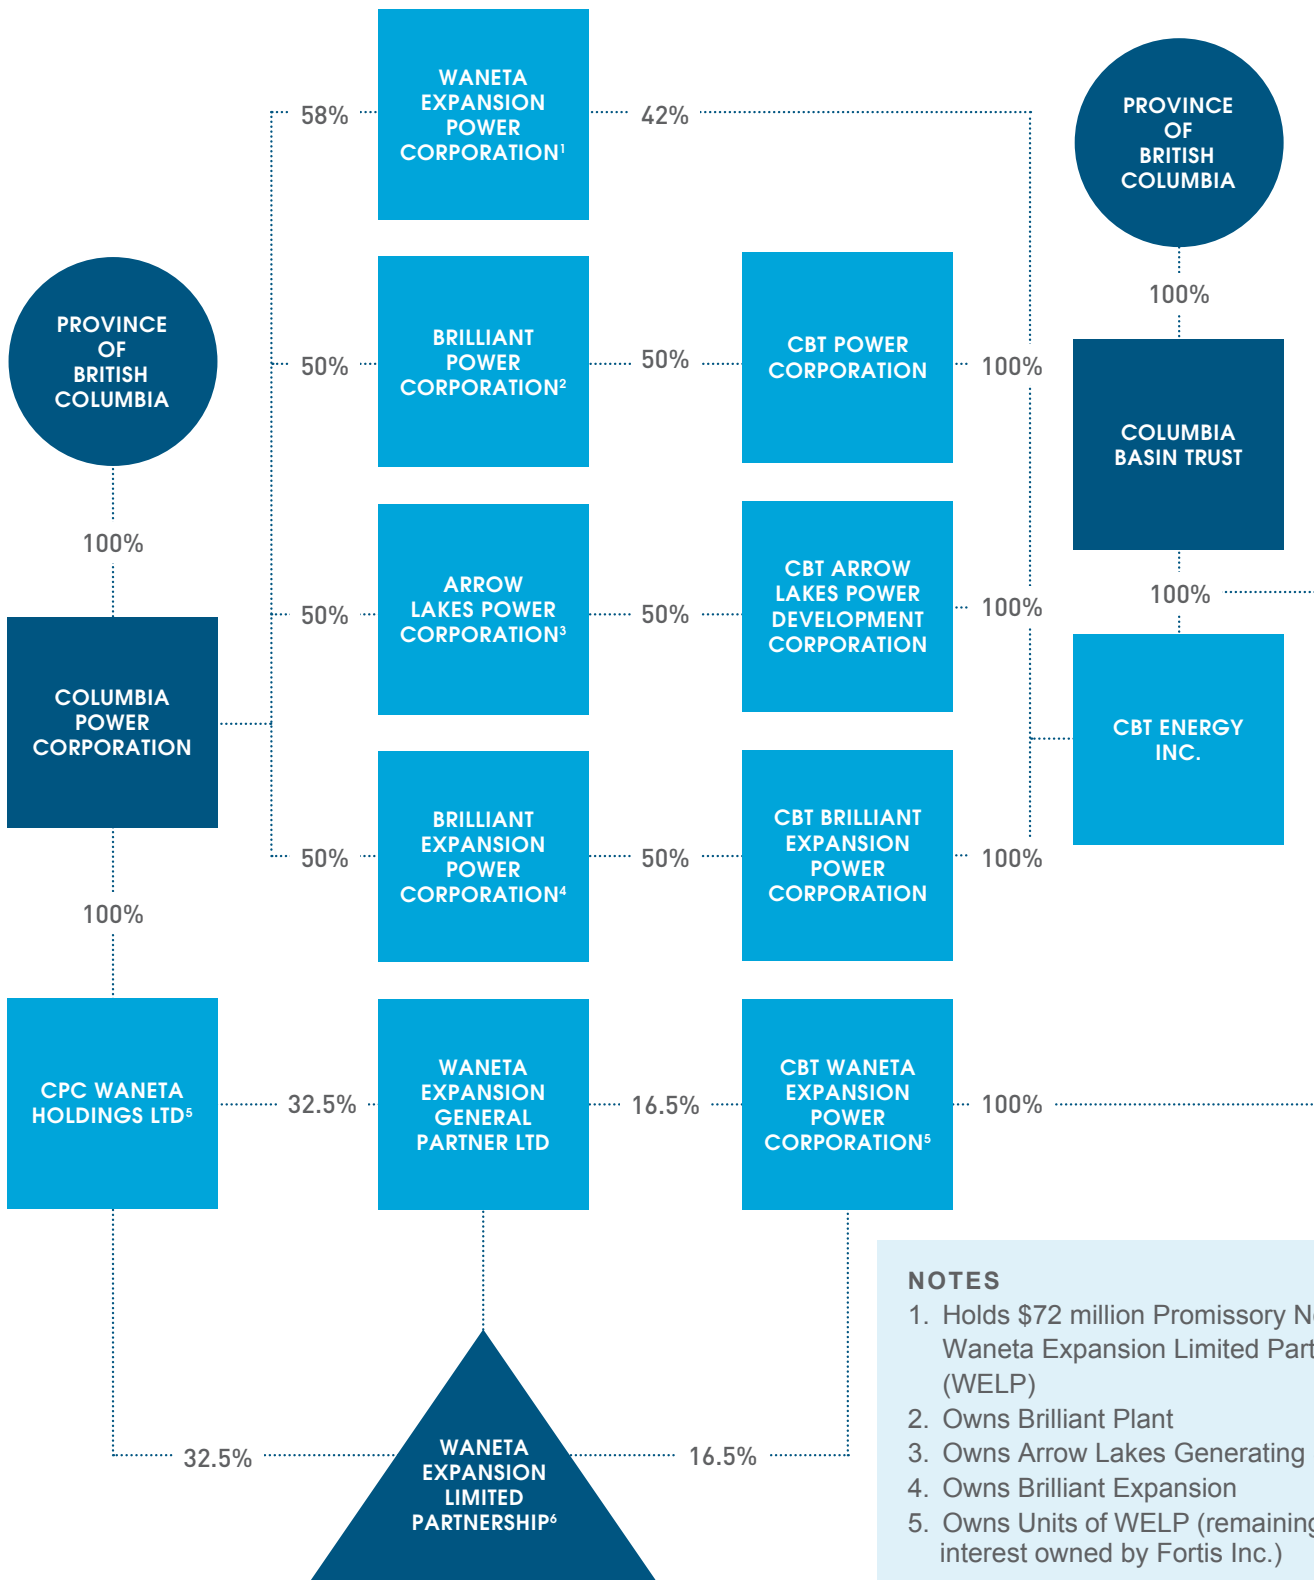 WANETA
EXPANSION
POWER
CORPORATION¹
58%
42%
PROVINCE
OF
BRITISH
COLUMBIA
100%
PROVINCE
OF
BRITISH
COLUMBIA
100%
BRILLIANT
POWER
CORPORATION²
50%
50%
CBT POWER
CORPORATION
100%
COLUMBIA
BASIN TRUST
100%
ARROW
LAKES POWER
CORPORATION³
50%
50%
CBT ARROW
LAKES POWER
DEVELOPMENT
CORPORATION
100%
COLUMBIA
POWER
CORPORATION
100%
CBT ENERGY
INC.
BRILLIANT
EXPANSION
POWER
CORPORATION⁴
50%
50%
CBT BRILLIANT
EXPANSION
POWER
CORPORATION
100%
CPC WANETA
HOLDINGS LTD⁵
32.5%
WANETA
EXPANSION
GENERAL
PARTNER LTD
16.5%
CBT WANETA
EXPANSION
POWER
CORPORATION⁵
100%
32.5%
WANETA
EXPANSION
LIMITED
PARTNERSHIP⁶
16.5%
NOTES
1. Holds $72 million Promissory
Waneta Expansion Limited
(WELP)
2. Owns Brilliant Plant
3. Owns Arrow Lakes Generating
4. Owns Brilliant Expansion
5. Owns Units of WELP (remaining
interest owned by Fortis Inc.)